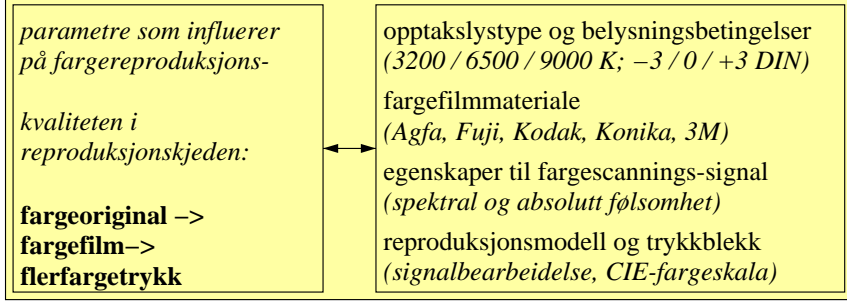 parametre som influerer
på fargereproduksjons-
kvaliteten i
reproduksjonskjeden:
fargeoriginal −>
fargefilm−>
flerfargetrykk
opptakslystype og belysningsbetingelser
(3200 / 6500 / 9000 K; −3 / 0 / +3 DIN)
fargefilmmateriale
(Agfa, Fuji, Kodak, Konika, 3M)
egenskaper til fargescannings-signal
(spektral og absolutt følsomhet)
reproduksjonsmodell og trykkblekk
(signalbearbeidelse, CIE-fargeskala)